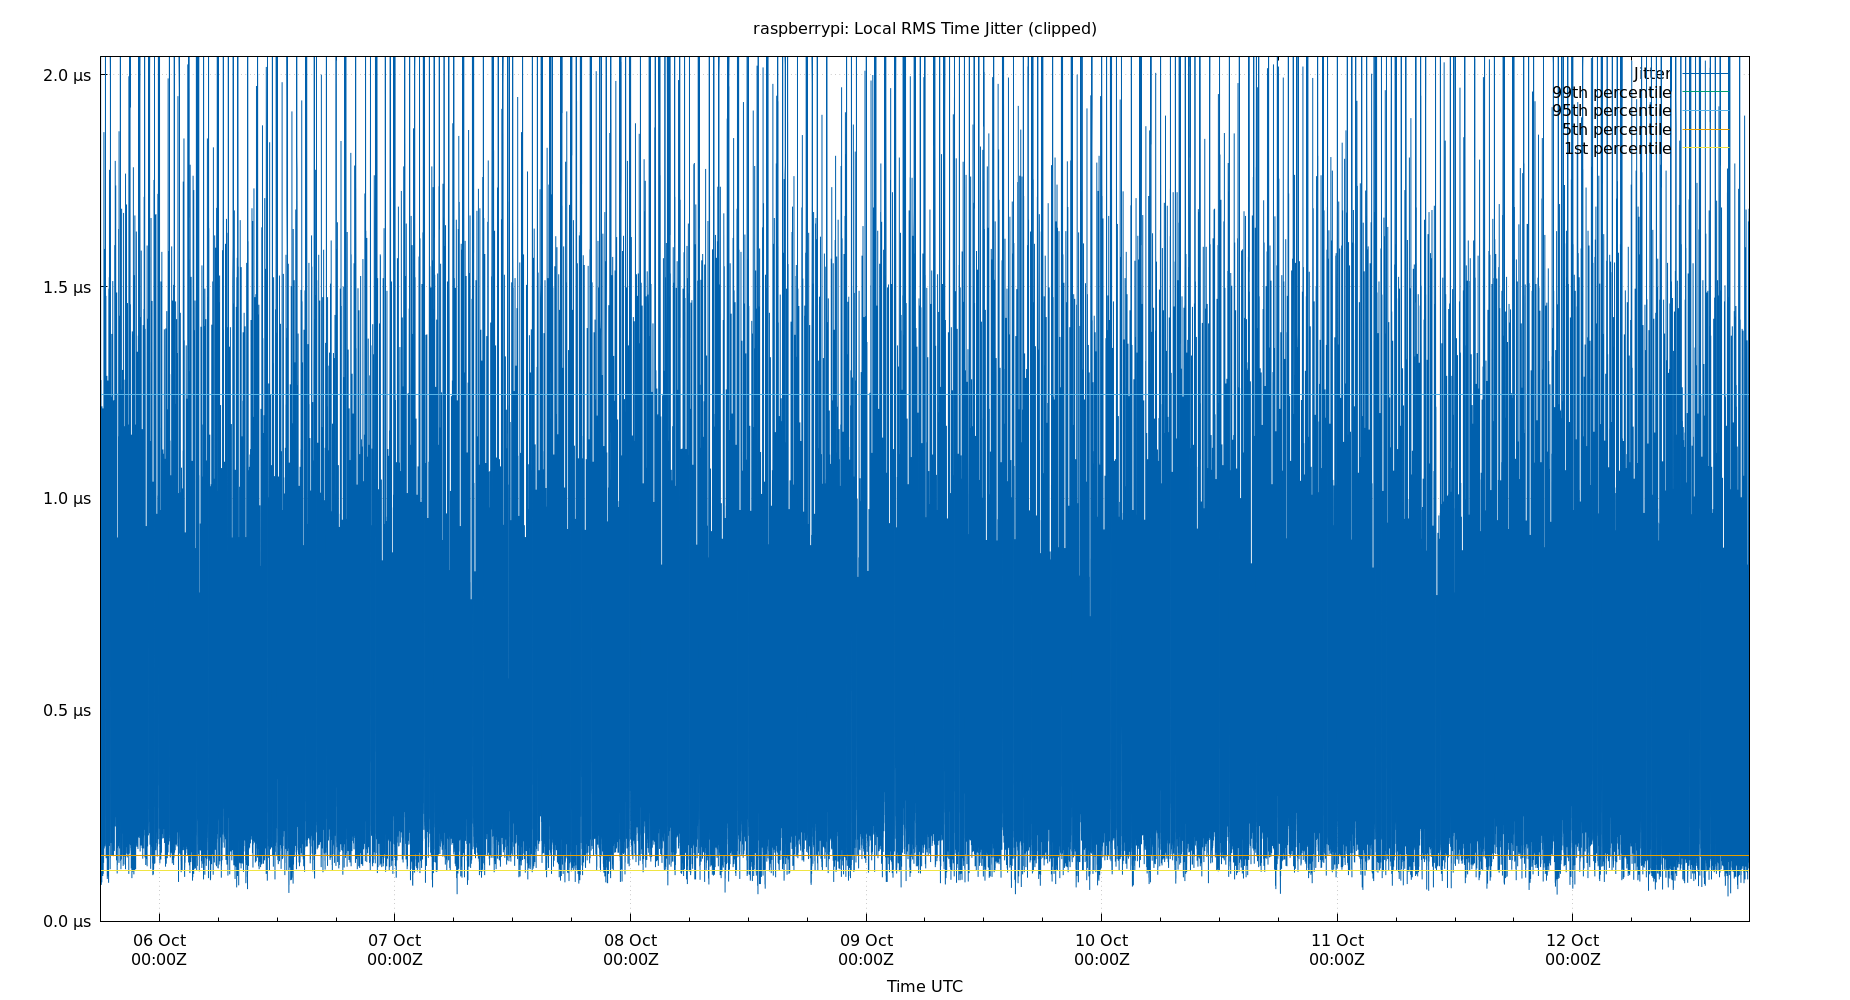 raspberrypi: Local RMS Time Jitter (clipped)
2.0 µs
1.5 µs
1.0 µs
0.5 µs
0.0 µs
Jitter
99th percentile
95th percentile
5th percentile
1st percentile
06 Oct 07 Oct 08 Oct 09 Oct 10 Oct 11 Oct 12 Oct
00:00Z 00:00Z 00:00Z 00:00Z 00:00Z 00:00Z 00:00Z
Time UTC